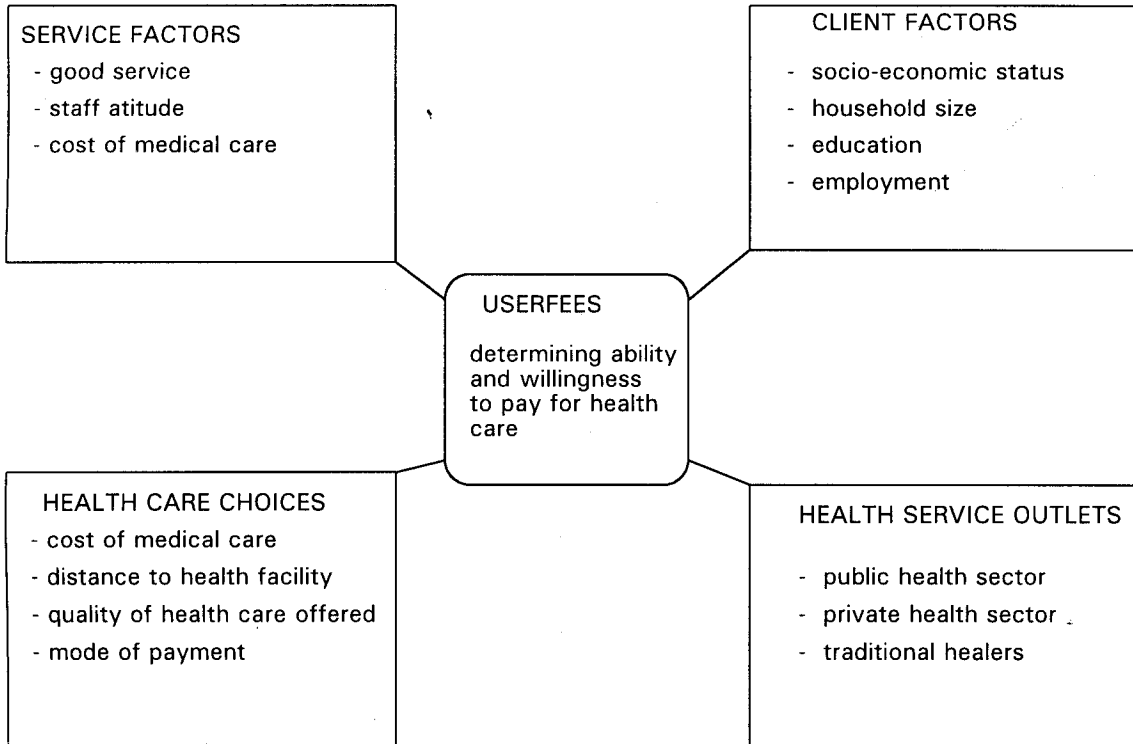 SERVICE FACTORS
- good service
- staff atitude
- cost of medical care
CLIENT FACTORS
- socio-economic status
- household size
- education
- employment
USERFEES
determining ability
and willingness
to pay for health
care
HEALTH CARE CHOICES
- cost of medical care
- distance to health facility
- quality of health care offered
- mode of payment
HEALTH SERVICE OUTLETS
- public health sector
- private health sector
- traditional healers